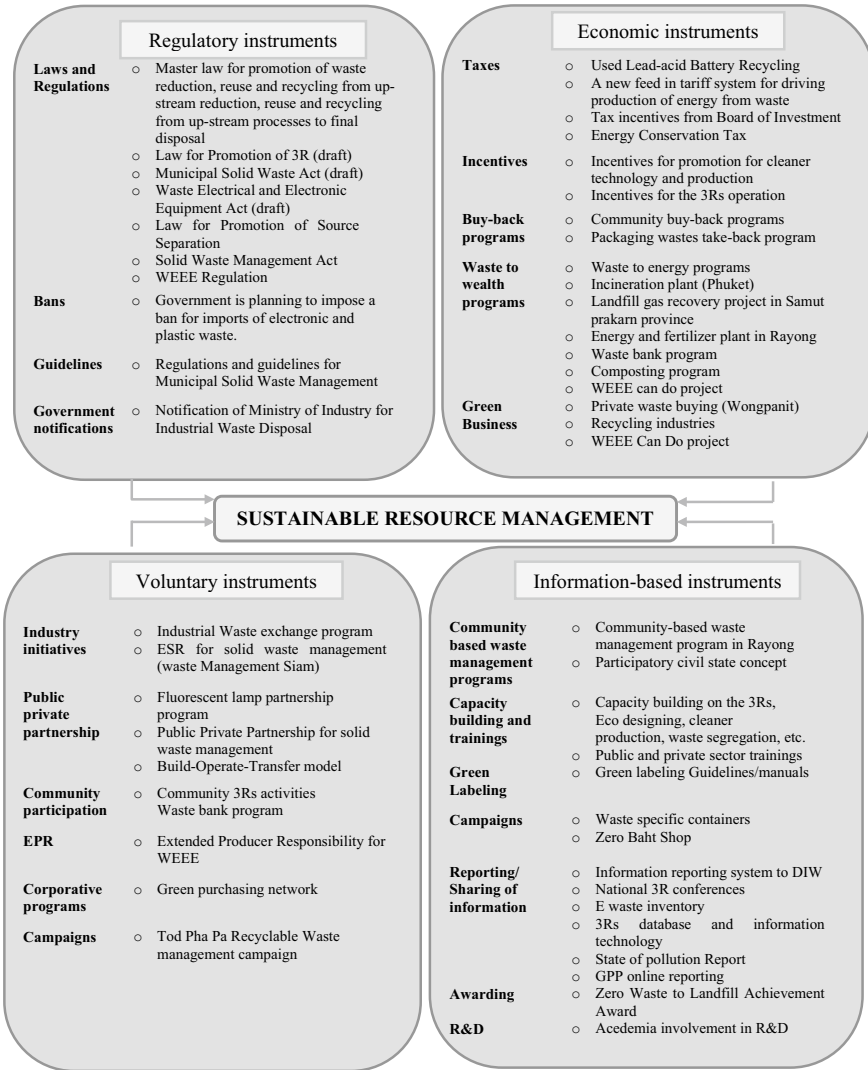 Regulatory instruments
Laws and Regulations
o Master law for promotion of waste
reduction, reuse and recycling from up-
stream reduction, reuse and recycling
from up-stream processes to final
disposal
o Law for Promotion of 3R (draft)
o Municipal Solid Waste Act (draft)
o Waste Electrical and Electronic
Equipment Act (draft)
o Law for Promotion of Source
Separation
o Solid Waste Management Act
o WEEE Regulation
Bans
o Government is planning to impose a
ban for imports of electronic and
plastic waste.
Guidelines
o Regulations and guidelines for
Municipal Solid Waste Management
Government
notifications
o Notification of Ministry of Industry for
Industrial Waste Disposal
Economic instruments
Taxes
o Used Lead-acid Battery Recycling
o A new feed in tariff system for driving
production of energy from waste
o Tax incentives from Board of Investment
o Energy Conservation Tax
Incentives
o Incentives for promotion for cleaner
technology and production
o Incentives for the 3Rs operation
Buy-back
programs
o Community buy-back programs
o Packaging wastes take-back program
Waste to
wealth
programs
o Waste to energy programs
o Incineration plant (Phuket)
o Landfill gas recovery project in Samut
prakarn province
o Energy and fertilizer plant in Rayong
o Waste bank program
o Composting program
o WEEE can do project
Green
Business
o Private waste buying (Wongpanit)
o Recycling industries
o WEEE Can Do project
SUSTAINABLE RESOURCE MANAGEMENT
Voluntary instruments
Industry
initiatives
o Industrial Waste exchange program
o ESR for solid waste management
(waste Management Siam)
Public
private
partnership
o Fluorescent lamp partnership
program
o Public Private Partnership for solid
waste management
o Build-Operate-Transfer model
Community
participation
o Community 3Rs activities
Waste bank program
EPR
o Extended Producer Responsibility for
WEEE
Corporative
programs
o Green purchasing network
Campaigns
o Tod Pha Pa Recyclable Waste
management campaign
Information-based instruments
Community
based waste
management
programs
o Community-based waste
management program in Rayong
o Participatory civil state concept
Capacity
building and
trainings
o Capacity building on the 3Rs,
Eco designing, cleaner
production, waste segregation, etc.
o Public and private sector trainings
Green
Labeling
o Green labeling Guidelines/manuals
Campaigns
o Waste specific containers
o Zero Baht Shop
Reporting/
Sharing of
information
o Information reporting system to DIW
o National 3R conferences
o E waste inventory
o 3Rs database and information
technology
o State of pollution Report
o GPP online reporting
Awarding
o Zero Waste to Landfill Achievement
Award
R&D
o Acedemia involvement in R&D